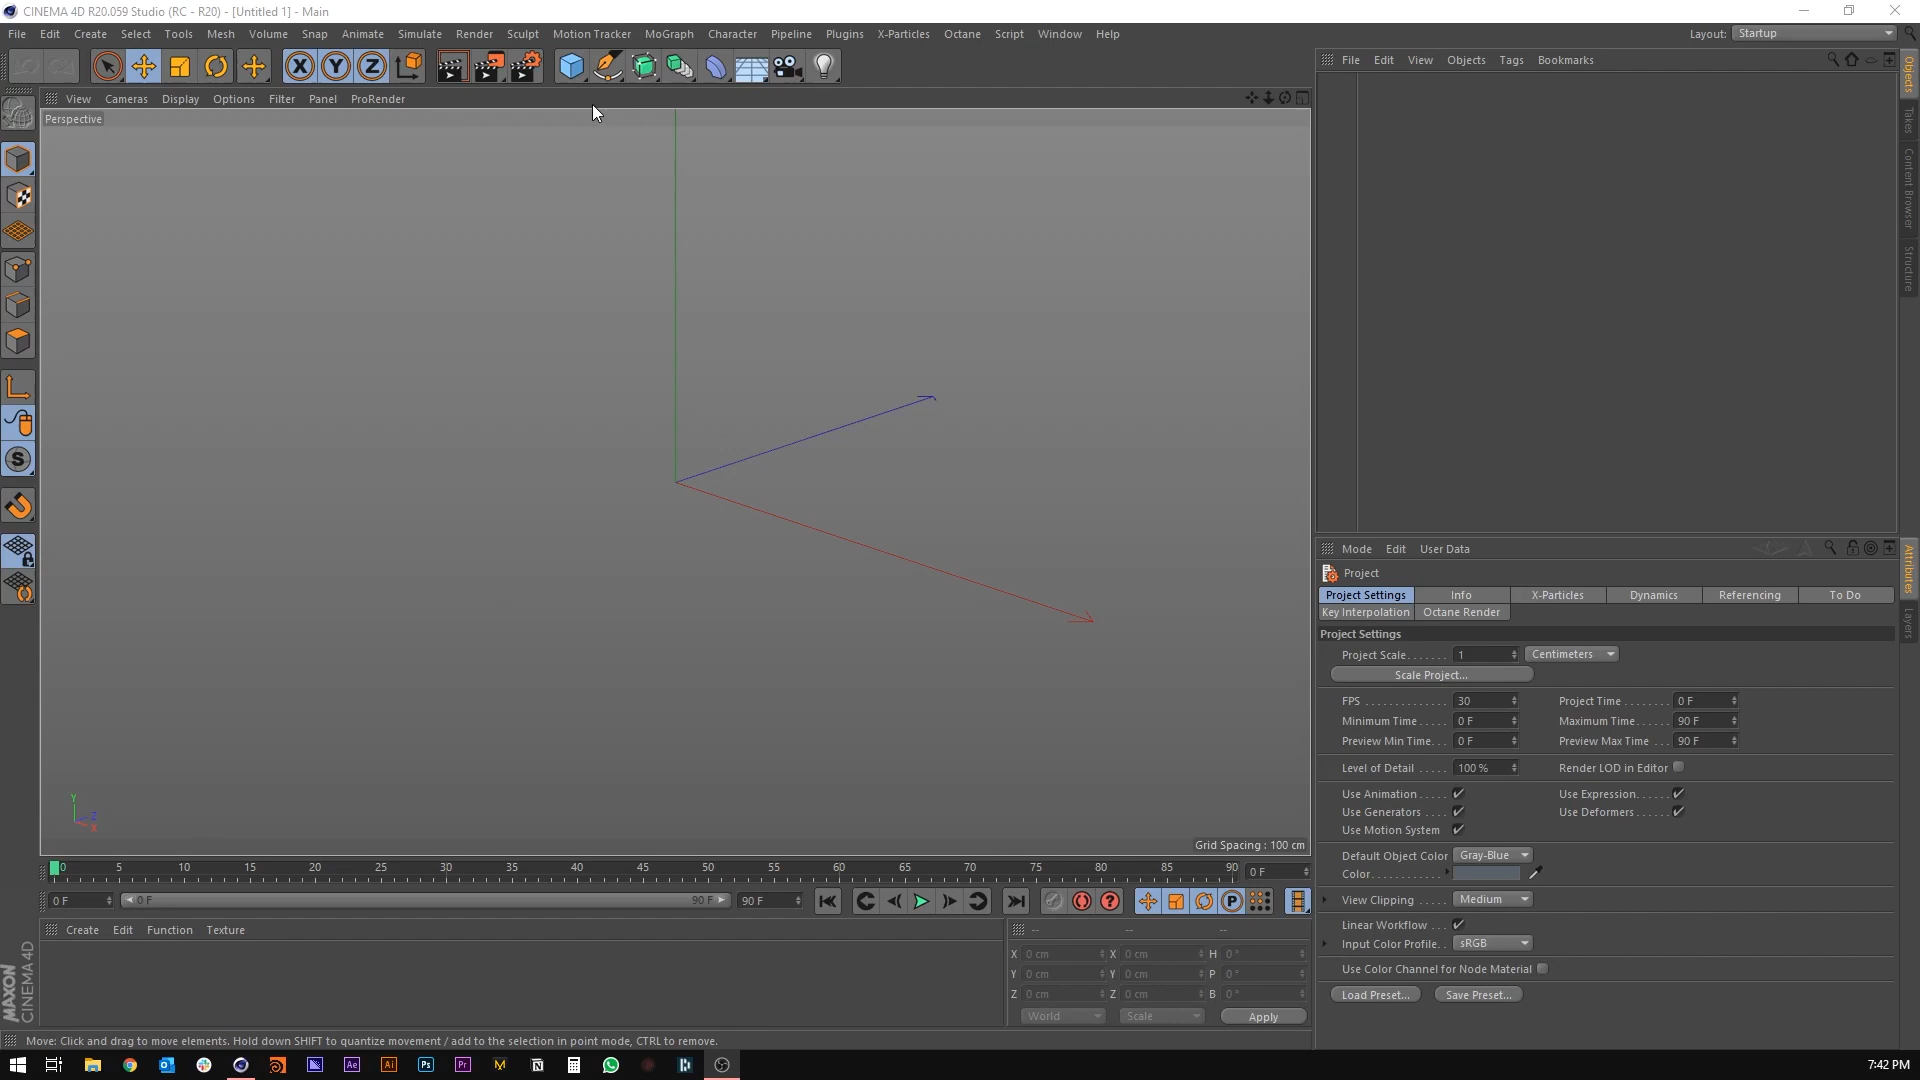 CINEMA 4D R20.059 Studio (RC - R20) - [Untitled 1] - Main
File Edit Create Select Tools Mesh Volume Snap Animate Simulate Render Sculpt Motion Tracker MoGraph Character Pipeline Plugins X-Particles Octane Script Window Help
Layout: Startup
X Y Z
File Edit View Objects Tags Bookmarks
View Cameras Display Options Filter Panel ProRender
Perspective
Objects
Takes
Content Browser
Structure
S
Y
Z
X
Grid Spacing : 100 cm
0 5 10 15 20 25 30 35 40 45 50 55 60 65 70 75 80 85 90
0 F
0 F 0 F 90 F 90 F
P
Create Edit Function Texture
-- -- --
X 0 cm X 0 cm H 0 °
Y 0 cm Y 0 cm P 0 °
Z 0 cm Z 0 cm B 0 °
World Scale Apply
MAXON
CINEMA 4D
Mode Edit User Data
Attributes
Layers
Project
Project Settings Info X-Particles Dynamics Referencing To Do
Key Interpolation Octane Render
Project Settings
Project Scale....... 1 Centimeters
Scale Project...
FPS .............. 30 Project Time ........ 0 F
Minimum Time..... 0 F Maximum Time...... 90 F
Preview Min Time... 0 F Preview Max Time ... 90 F
Level of Detail ..... 100 % Render LOD in Editor
Use Animation ..... Use Expression......
Use Generators .... Use Deformers ......
Use Motion System
Default Object Color Gray-Blue
Color............
View Clipping ..... Medium
Linear Workflow ...
Input Color Profile. . sRGB
Use Color Channel for Node Material
Load Preset... Save Preset...
Move: Click and drag to move elements. Hold down SHIFT to quantize movement / add to the selection in point mode, CTRL to remove.
Ae Ai Ps Pr M N
7:42 PM